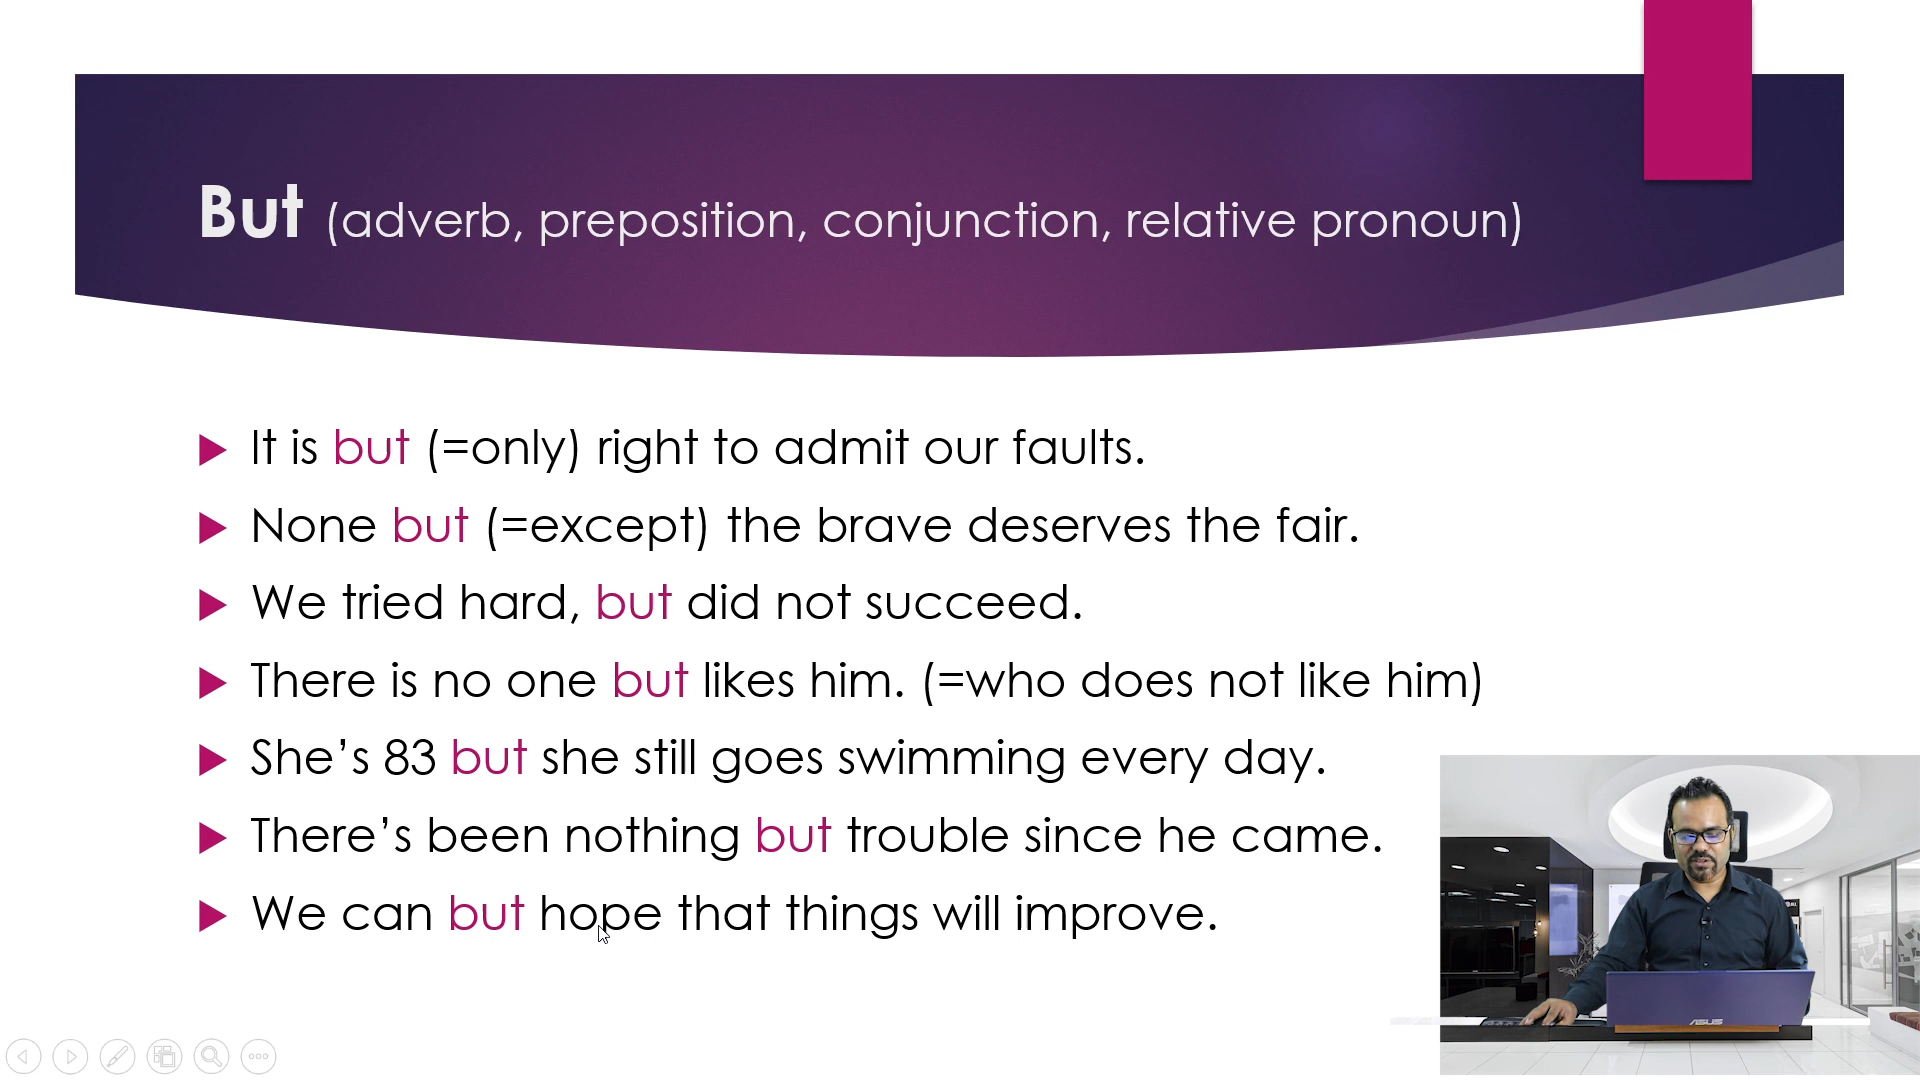 But (adverb, preposition, conjunction, relative pronoun)
It is but (=only) right to admit our faults.
None but (=except) the brave deserves the fair.
We tried hard, but did not succeed.
There is no one but likes him. (=who does not like him)
She’s 83 but she still goes swimming every day.
There’s been nothing but trouble since he came.
We can but hope that things will improve.
ASUS